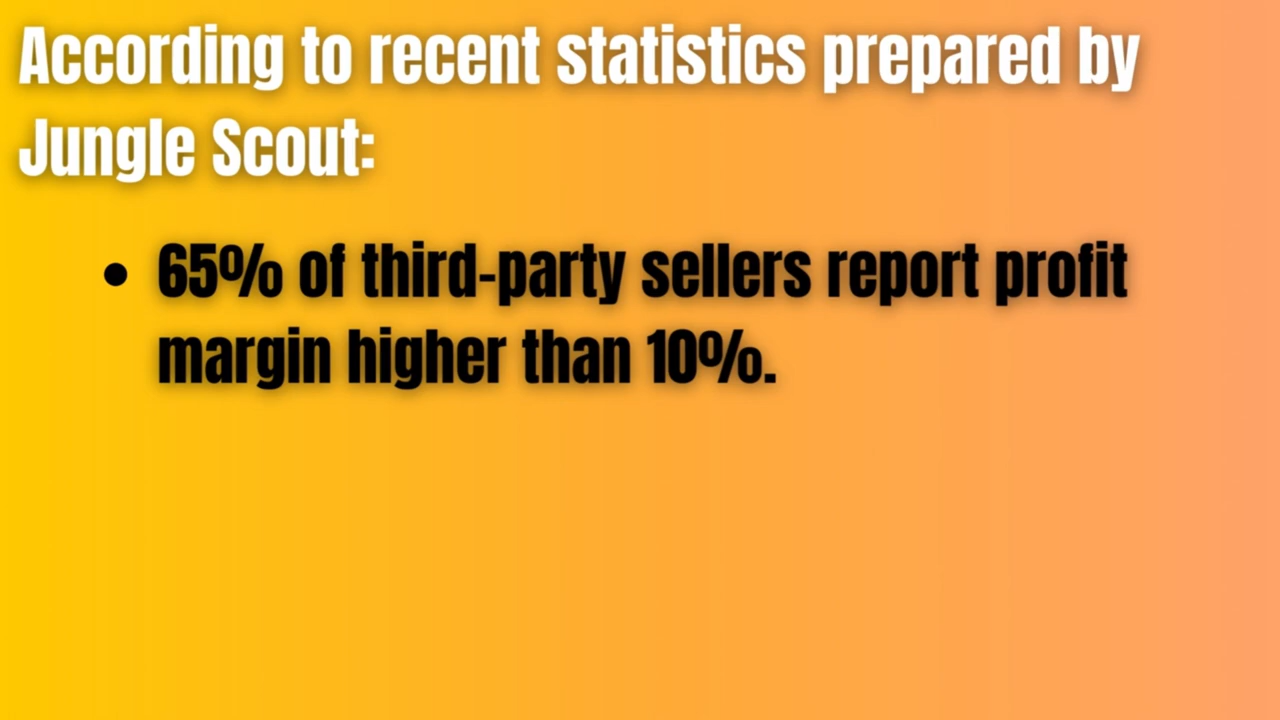 According to recent statistics prepared by
Jungle Scout:
• 65% of third-party sellers report profit
margin higher than 10%.